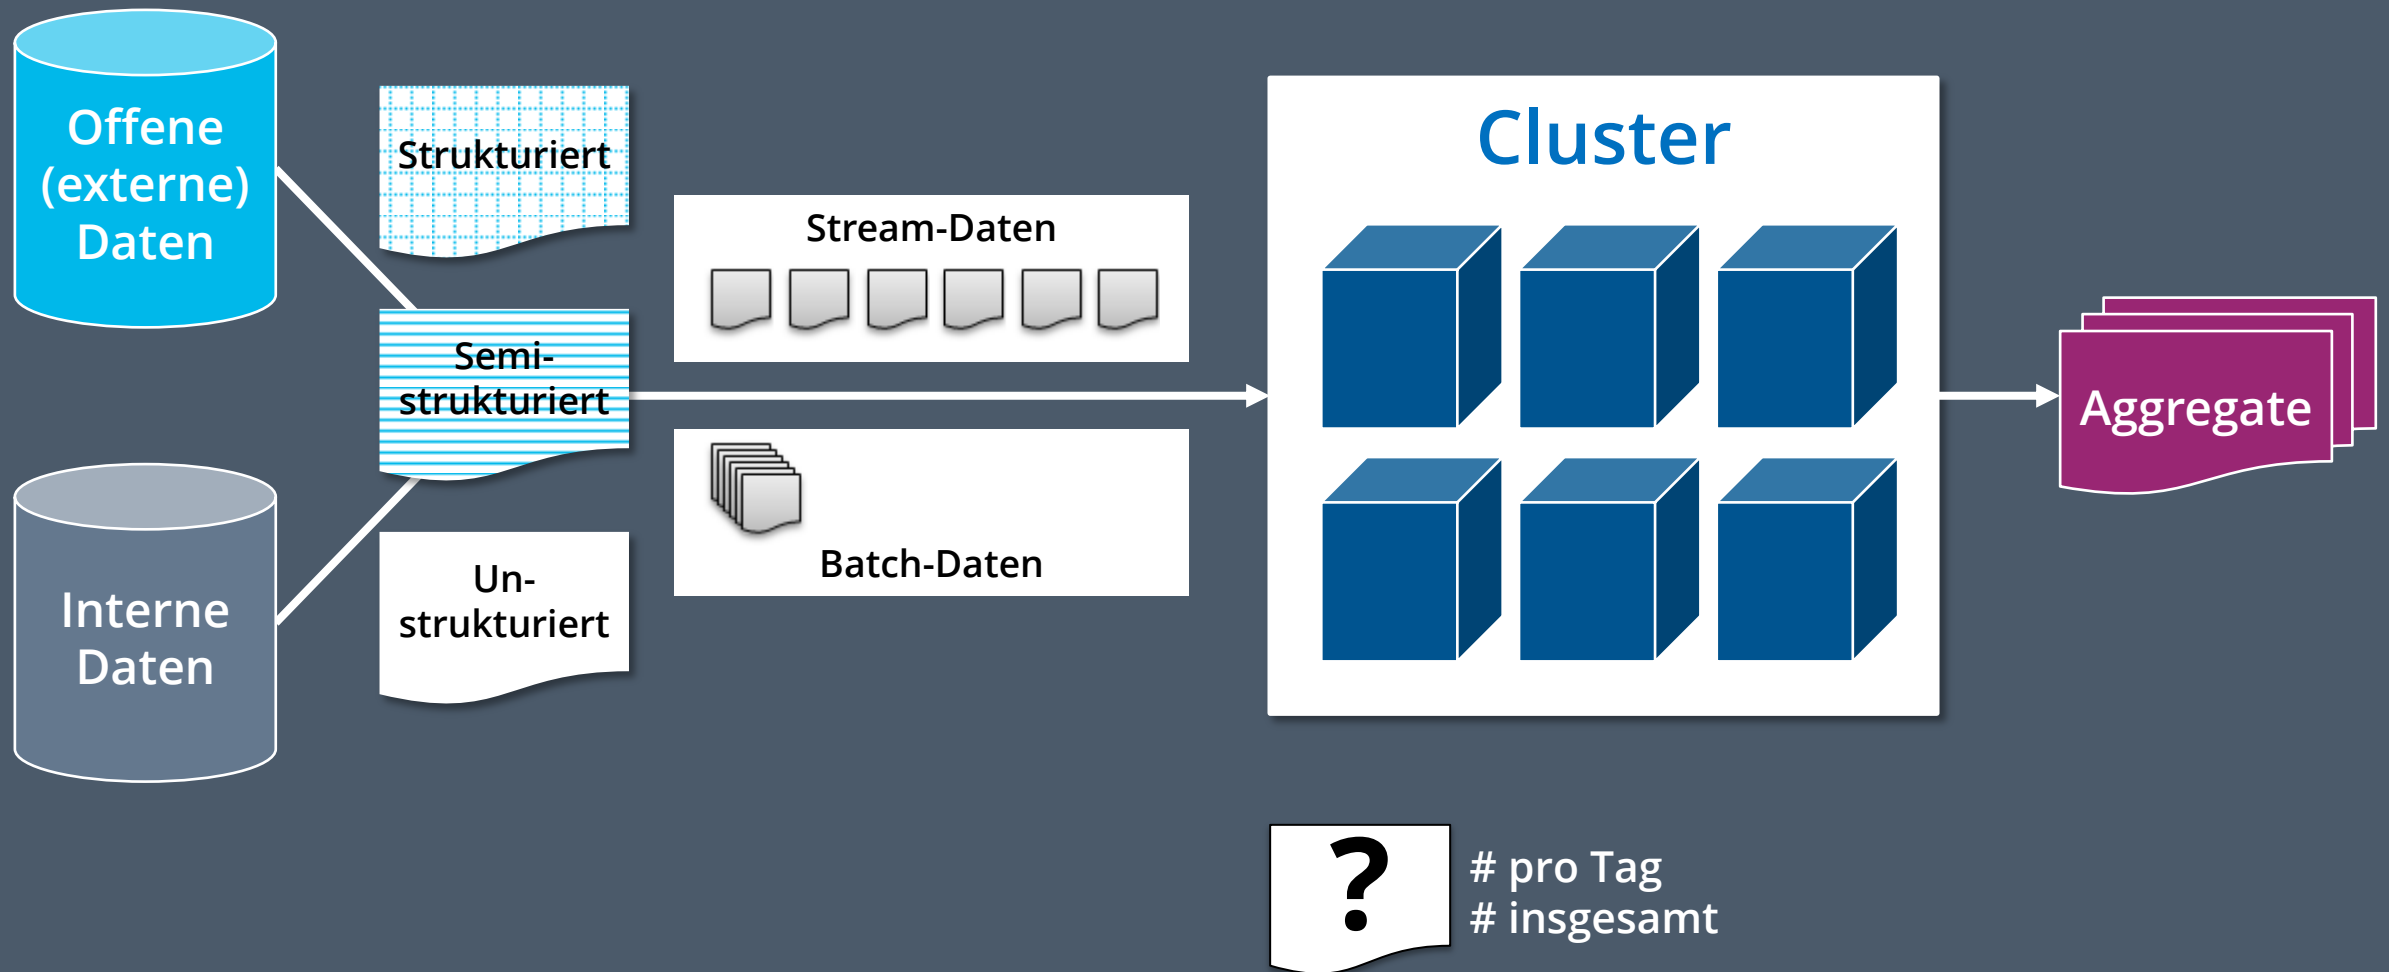 Offene
(externe)
Daten
Interne
Daten
Strukturiert
Semi-
strukturiert
Un-
strukturiert
Stream-Daten
Batch-Daten
Cluster
Aggregate
?
# pro Tag
# insgesamt